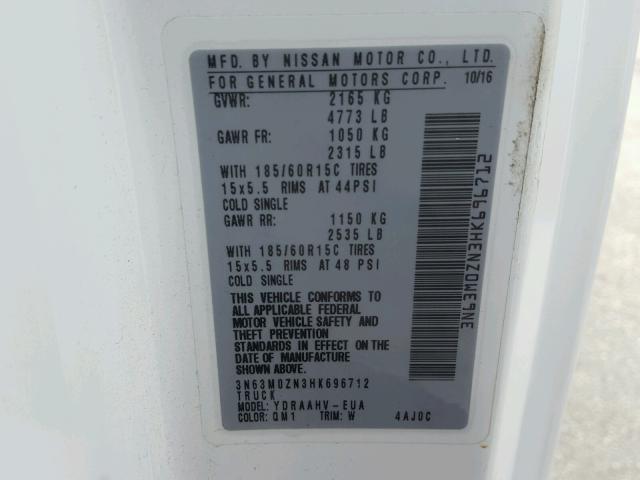 MFD. BY NISSAN MOTOR CO., LTD.
FOR GENERAL MOTORS CORP. 10/16
GVWR: 2165 KG
4773 LB
GAWR FR: 1050 KG
2315 LB
WITH 185/60R15C TIRES
15x5.5 RIMS AT 44PSI
COLD SINGLE
GAWR RR: 1150 KG
2535 LB
WITH 185/60R15C TIRES
15x5.5 RIMS AT 48 PSI
COLD SINGLE
THIS VEHICLE CONFORMS TO
ALL APPLICABLE FEDERAL
MOTOR VEHICLE SAFETY AND
THEFT PREVENTION
STANDARDS IN EFFECT ON THE
DATE OF MANUFACTURE
SHOWN ABOVE.
3N63M0ZN3HK696712
TRUCK
MODEL: YDRAAHV-EUA
COLOR: QM1 TRIM: W 4AJ0C
3N63M0ZN3HK696712